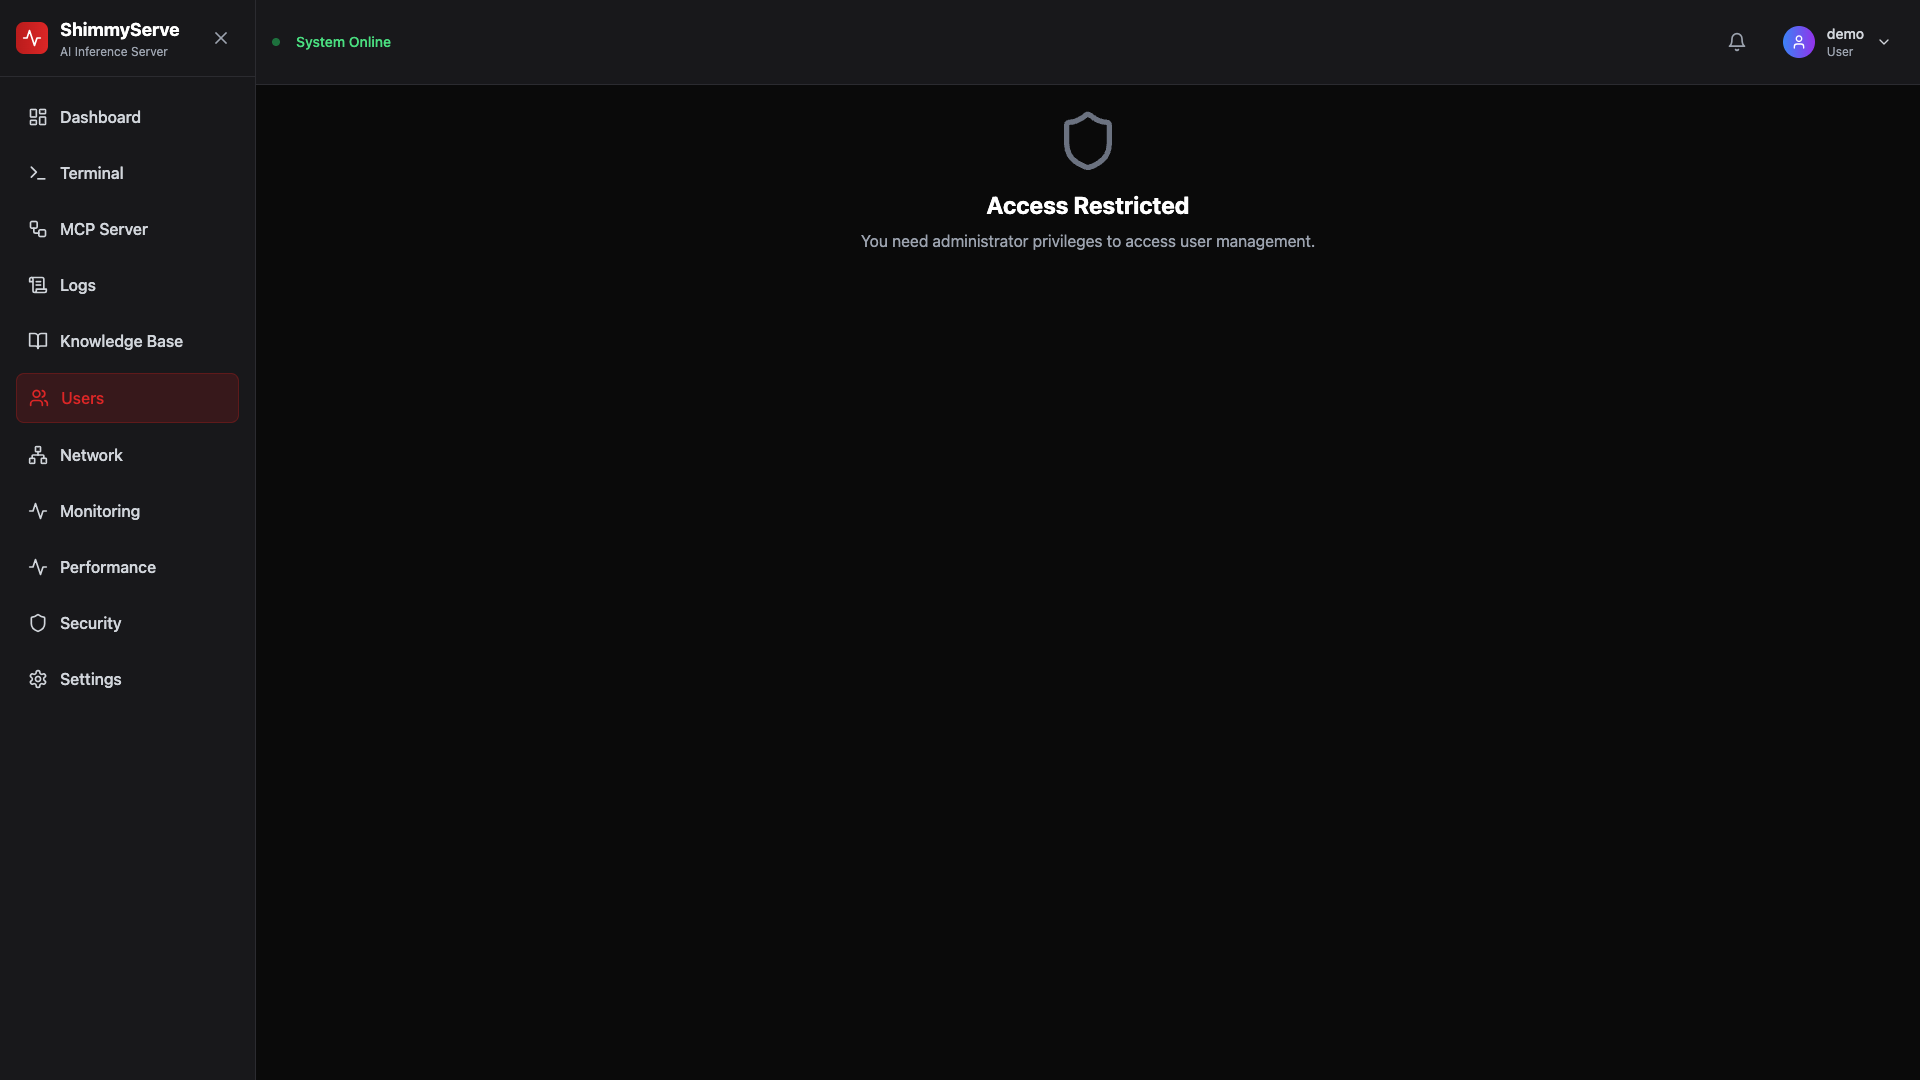 ShimmyServe
AI Inference Server
System Online
demo
User
Dashboard
Terminal
MCP Server
Logs
Knowledge Base
Users
Network
Monitoring
Performance
Security
Settings
Access Restricted
You need administrator privileges to access user management.